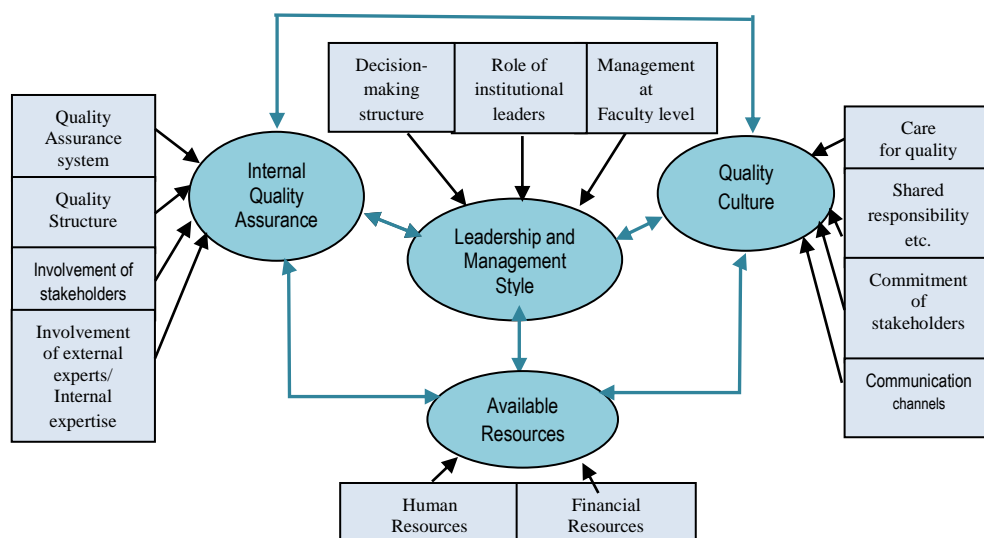 Decision-
making
structure
Role of
institutional
leaders
Management
at
Faculty level
Quality
Assurance
system
Quality
Structure
Involvement of
stakeholders
Involvement
of external
experts/
Internal
expertise
Internal
Quality
Assurance
Leadership and
Management
Style
Quality
Culture
Care
for quality
Shared
responsibility
etc.
Commitment
of
stakeholders
Communication
channels
Available
Resources
Human
Resources
Financial
Resources